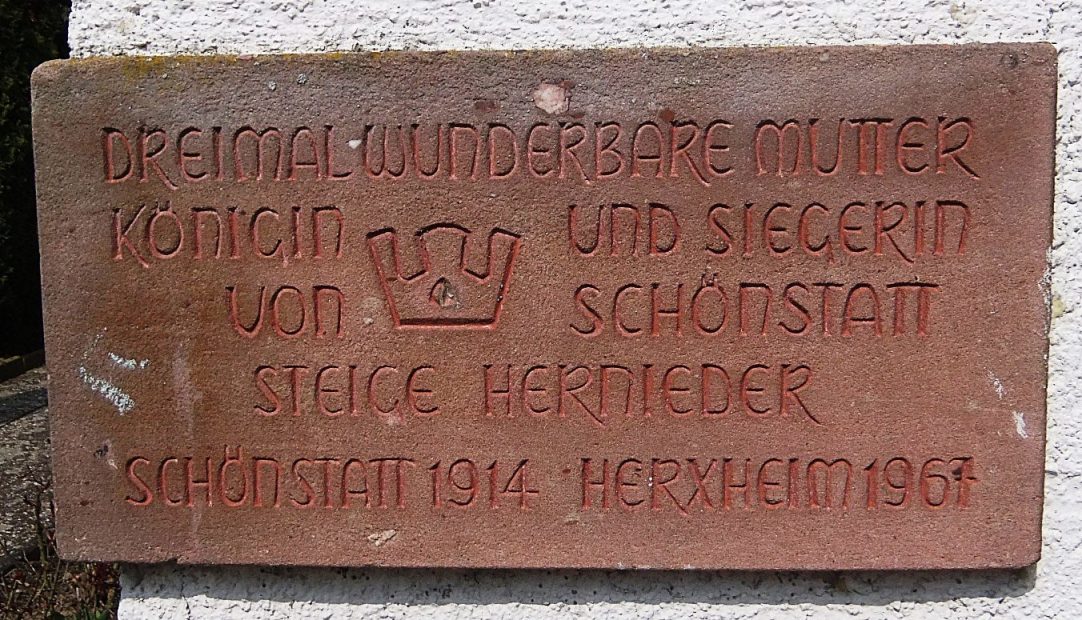 DREIMAL WUNDERBARE MUTTER
KÖNIGIN UND SIEGERIN
VON SCHÖNSTATT
STEIGE HERNIEDER
SCHÖNSTATT 1914 HERXHEIM 1967